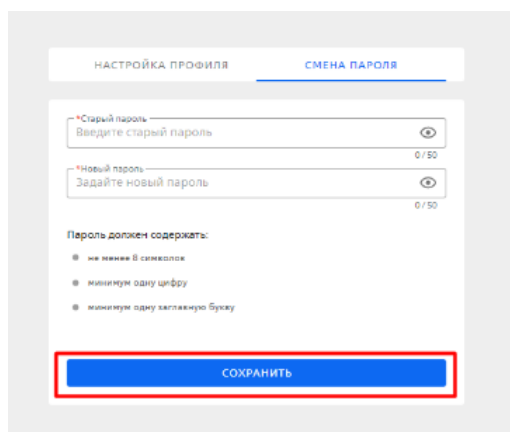 НАСТРОЙКА ПРОФИЛЯ СМЕНА ПАРОЛЯ
*Старый пароль
Введите старый пароль
0 / 50
*Новый пароль
Задайте новый пароль
0 / 50
Пароль должен содержать:
не менее 8 символов
минимум одну цифру
минимум одну заглавную букву
СОХРАНИТЬ